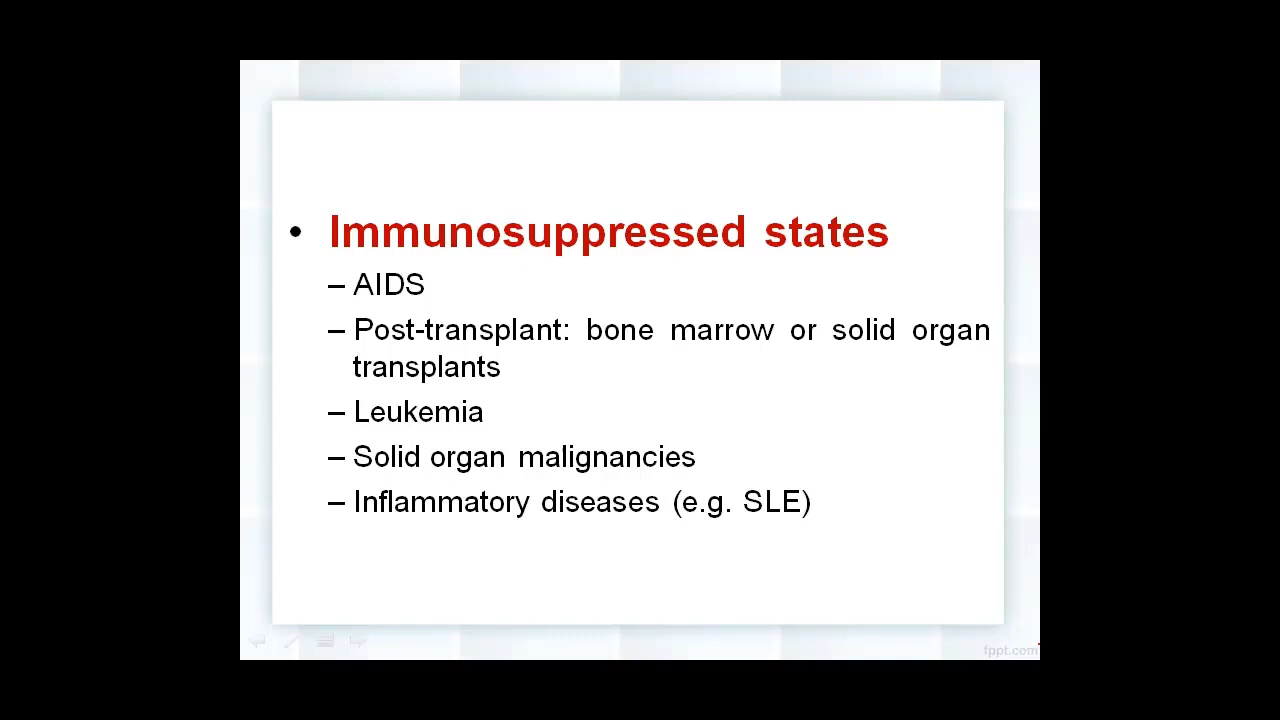 • Immunosuppressed states
– AIDS
– Post-transplant: bone marrow or solid organ
transplants
– Leukemia
– Solid organ malignancies
– Inflammatory diseases (e.g. SLE)
fppt.com